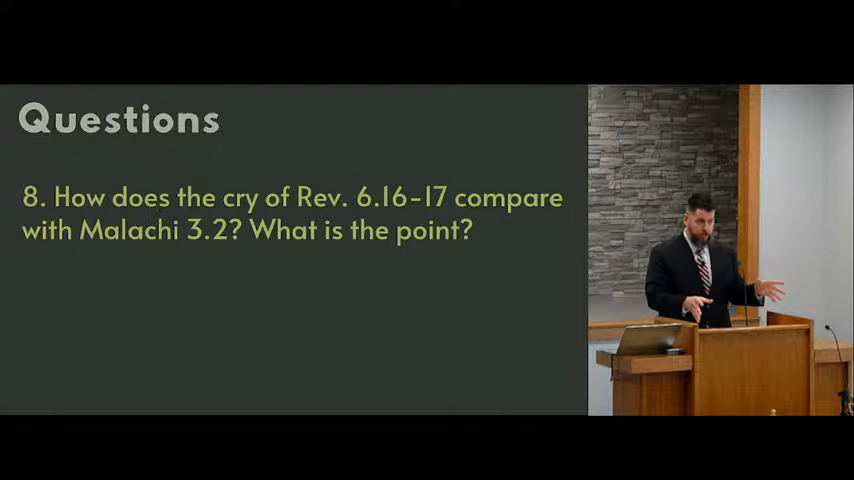 Questions
8. How does the cry of Rev. 6.16-17 compare
with Malachi 3.2? What is the point?